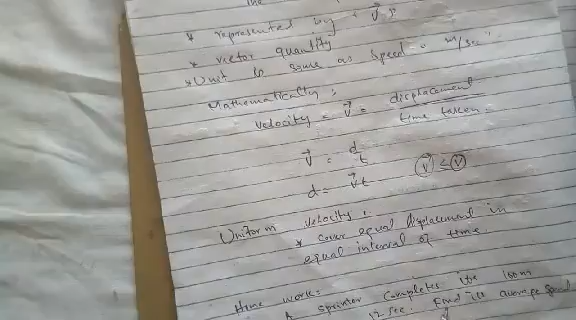 The
* represented by " v⃗ "
* vector quantity
* Unit is same as speed = m/sec"
Mathematically:
velocity = v⃗ = displacement / time taken
v⃗ = d / t
d = v⃗t
|v⃗| ≤ v
Uniform velocity:
* cover equal displacement in
equal interval of time.
Home work:
A sprinter completes its 100m
12 sec. Find its average speed